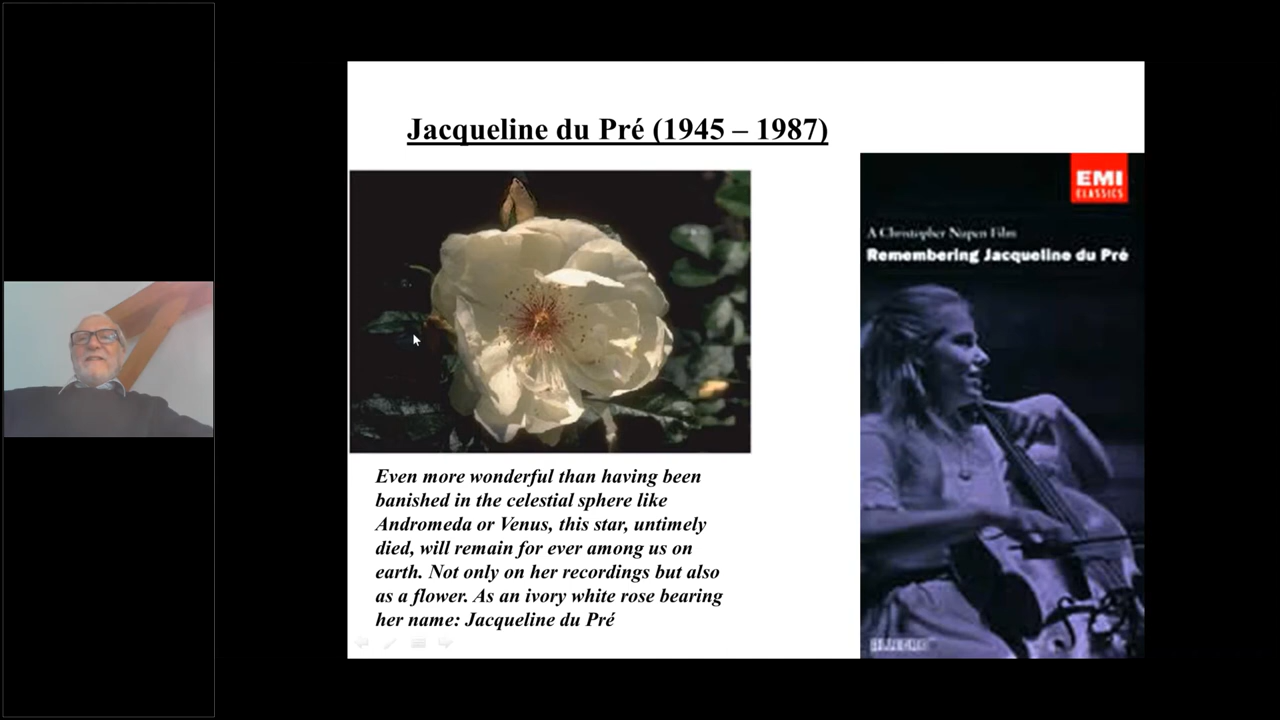 Jacqueline du Pré (1945 – 1987)
Even more wonderful than having been
banished in the celestial sphere like
Andromeda or Venus, this star, untimely
died, will remain for ever among us on
earth. Not only on her recordings but also
as a flower. As an ivory white rose bearing
her name: Jacqueline du Pré
EMI
CLASSICS
A Christopher Nupen Film
Remembering Jacqueline du Pré
ALLEGRO